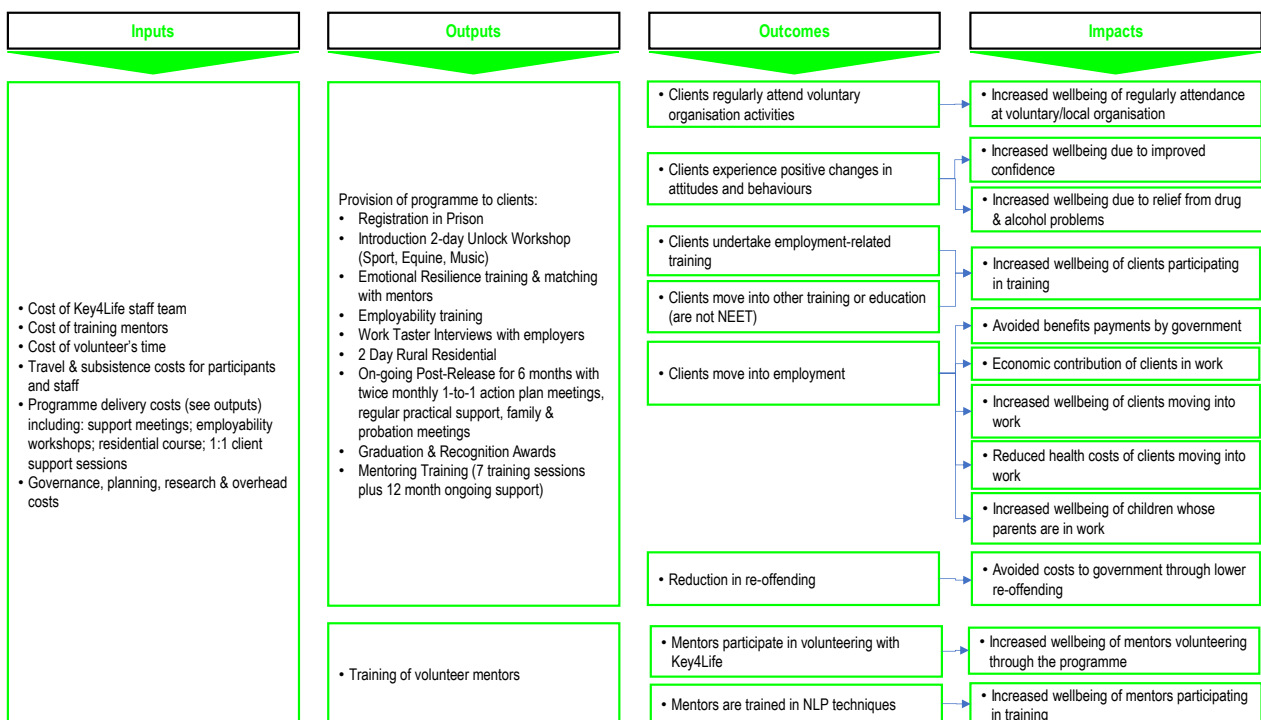 Inputs
Outputs
Outcomes
Impacts
• Cost of Key4Life staff team
• Cost of training mentors
• Cost of volunteer's time
• Travel & subsistence costs for participants
and staff
• Programme delivery costs (see outputs)
including: support meetings; employability
workshops; residential course; 1:1 client
support sessions
• Governance, planning, research & overhead
costs
Provision of programme to clients:
• Registration in Prison
• Introduction 2-day Unlock Workshop
(Sport, Equine, Music)
• Emotional Resilience training & matching
with mentors
• Employability training
• Work Taster Interviews with employers
• 2 Day Rural Residential
• On-going Post-Release for 6 months with
twice monthly 1-to-1 action plan meetings,
regular practical support, family &
probation meetings
• Graduation & Recognition Awards
• Mentoring Training (7 training sessions
plus 12 month ongoing support)
• Training of volunteer mentors
• Clients regularly attend voluntary
organisation activities
• Clients experience positive changes in
attitudes and behaviours
• Clients undertake employment-related
training
• Clients move into other training or education
(are not NEET)
• Clients move into employment
• Reduction in re-offending
• Mentors participate in volunteering with
Key4Life
• Mentors are trained in NLP techniques
• Increased wellbeing of regularly attendance
at voluntary/local organisation
• Increased wellbeing due to improved
confidence
• Increased wellbeing due to relief from drug
& alcohol problems
• Increased wellbeing of clients participating
in training
• Avoided benefits payments by government
• Economic contribution of clients in work
• Increased wellbeing of clients moving into
work
• Reduced health costs of clients moving into
work
• Increased wellbeing of children whose
parents are in work
• Avoided costs to government through lower
re-offending
• Increased wellbeing of mentors volunteering
through the programme
• Increased wellbeing of mentors participating
in training